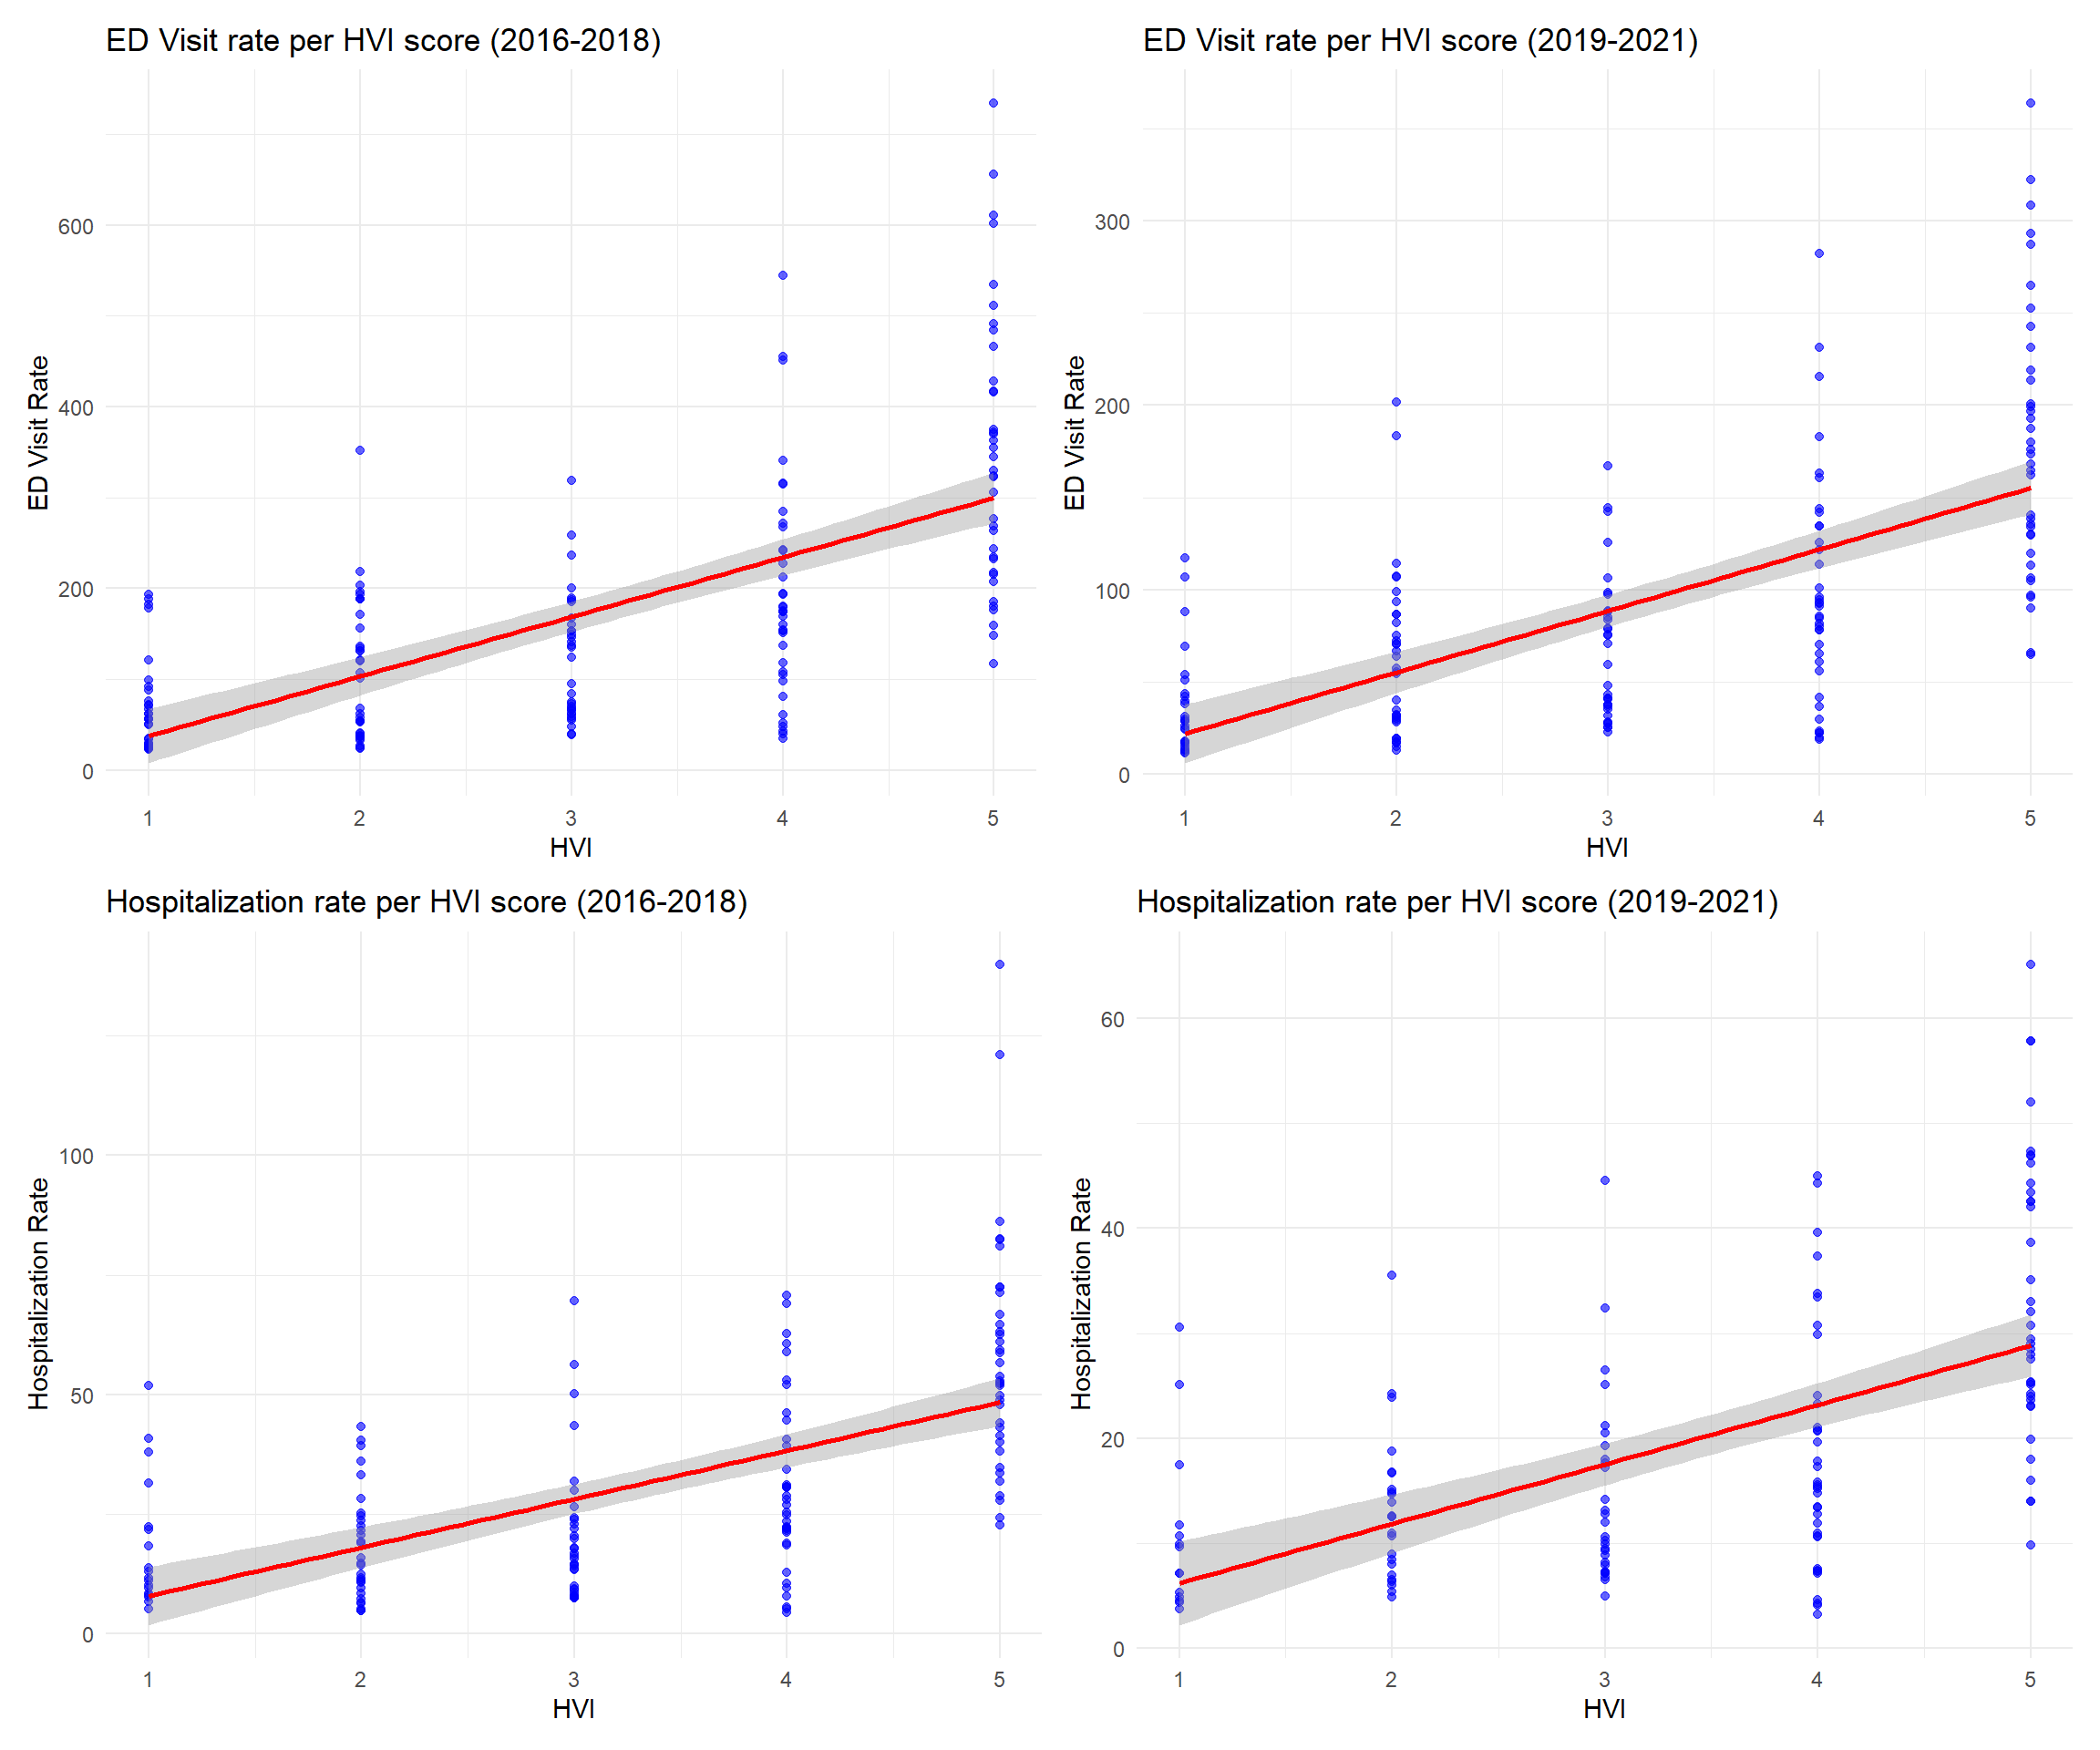 ED Visit rate per HVI score (2016-2018)
ED Visit Rate
600
400
200
0
1 2 3 4 5
HVI
ED Visit rate per HVI score (2019-2021)
ED Visit Rate
300
200
100
0
1 2 3 4 5
HVI
Hospitalization rate per HVI score (2016-2018)
Hospitalization Rate
100
50
0
1 2 3 4 5
HVI
Hospitalization rate per HVI score (2019-2021)
Hospitalization Rate
60
40
20
0
1 2 3 4 5
HVI